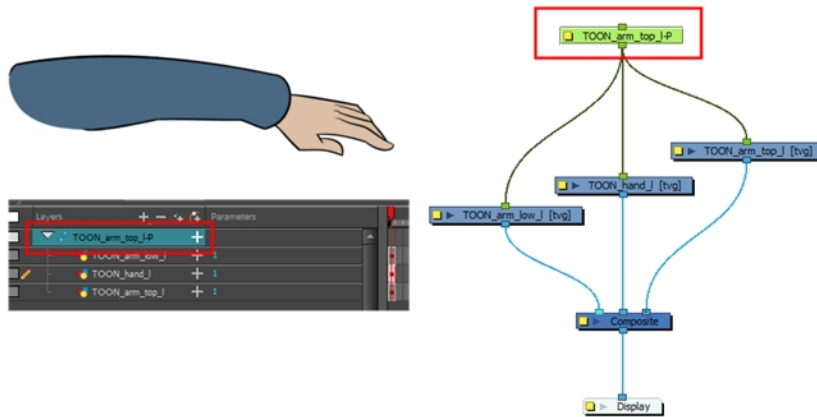 Layers
Parameters
TOON_arm_top_l-P
TOON_arm_low_l
1
TOON_hand_l
1
TOON_arm_top_l
1
TOON_arm_top_l-P
TOON_arm_top_l [tvg]
TOON_hand_l [tvg]
TOON_arm_low_l [tvg]
Composite
Display